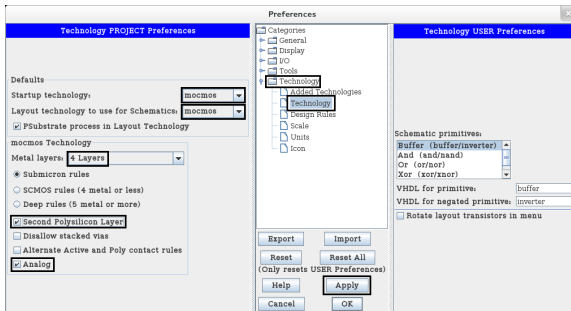 Preferences
Technology PROJECT Preferences
Defaults
Startup technology: mocmos
Layout technology to use for Schematics: mocmos
PSubstrate process in Layout Technology
mocmos Technology
Metal layers: 4 Layers
Submicron rules
SCMOS rules (4 metal or less)
Deep rules (5 metal or more)
Second Polysilicon Layer
Disallow stacked vias
Alternate Active and Poly contact rules
Analog
Categories
General
Display
I/O
Tools
Technology
Added Technologies
Technology
Design Rules
Scale
Units
Icon
Export Import
Reset Reset All
(Only resets USER Preferences)
Help Apply
Cancel OK
Technology USER Preferences
Schematic primitives:
Buffer (buffer/inverter)
And (and/nand)
Or (or/nor)
Xor (xor/xnor)
VHDL for primitive: buffer
VHDL for negated primitive: inverter
Rotate layout transistors in menu